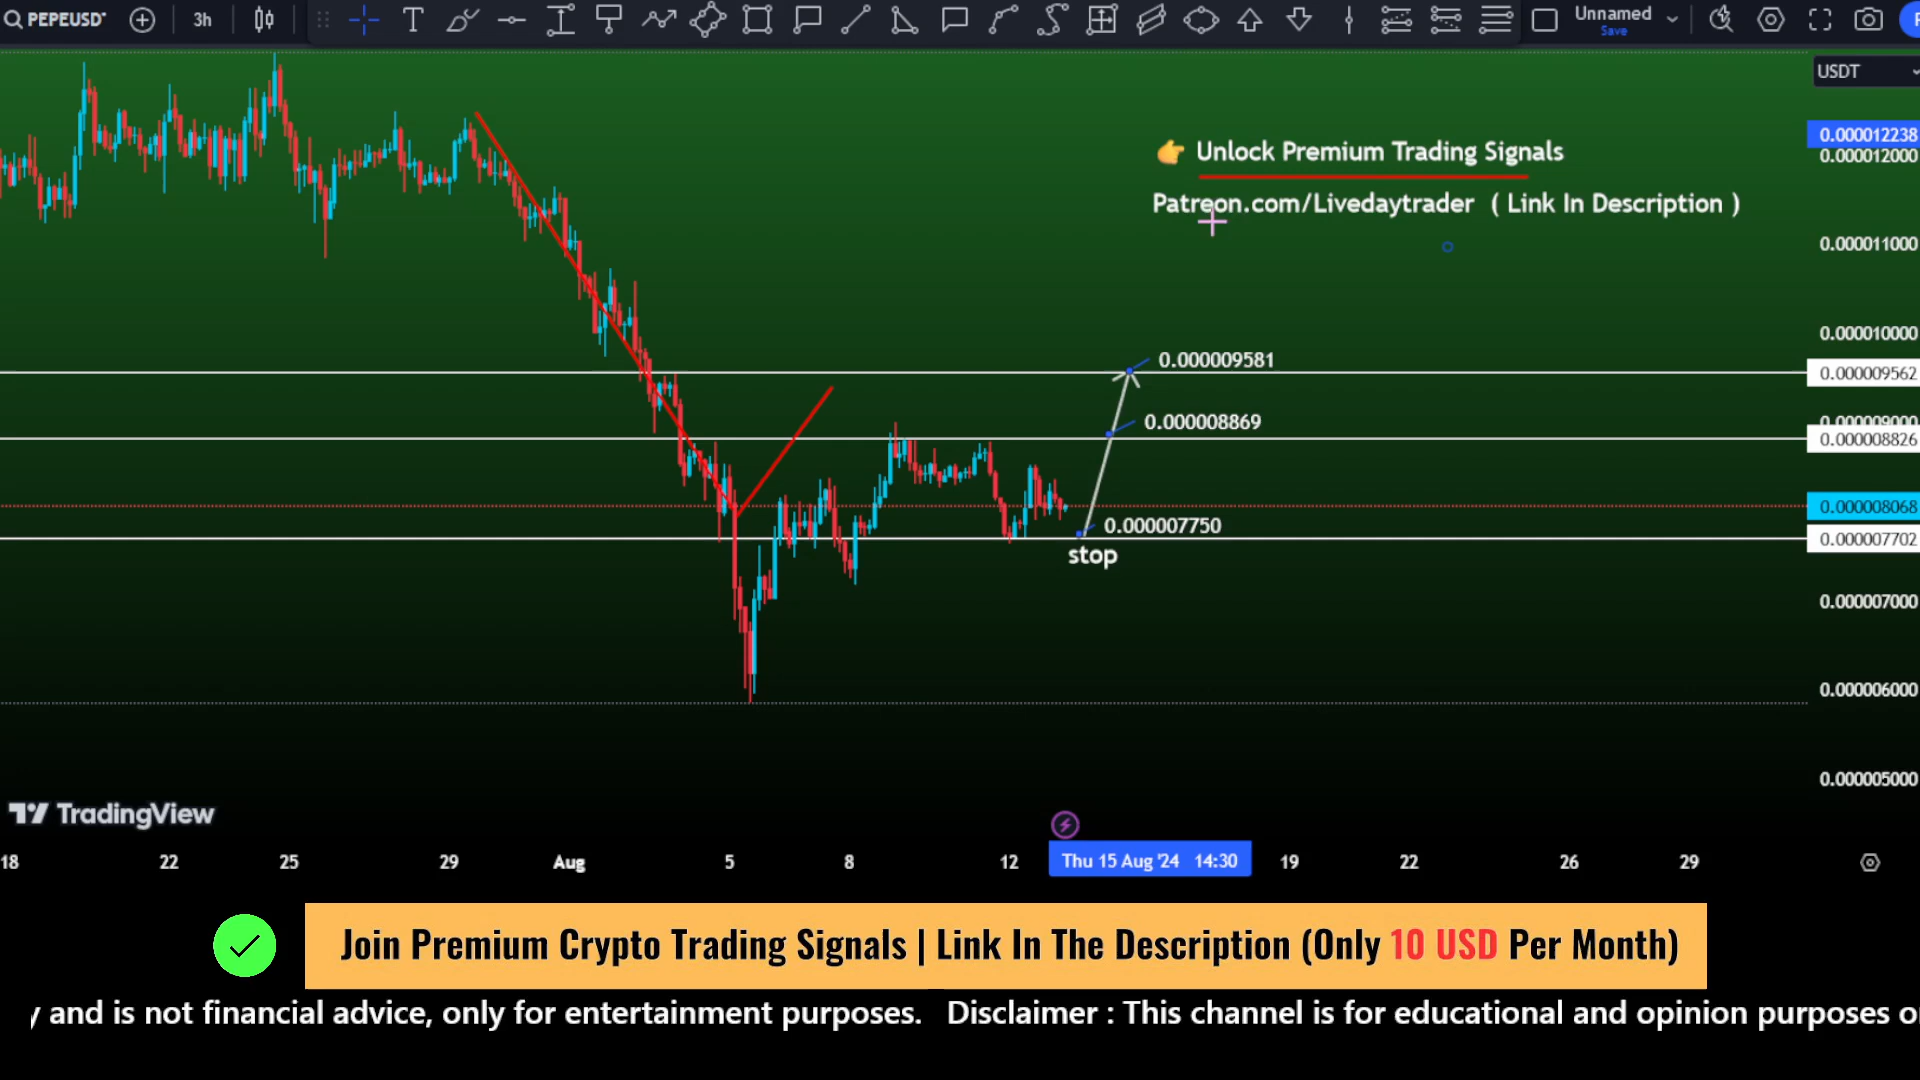 PEPEUSD 3h Unnamed
Save
USDT
0.000012238
0.000012000
👉 Unlock Premium Trading Signals
Patreon.com/Livedaytrader ( Link In Description )
0.000011000
0.000010000
0.000009581
0.000009562
0.000008869
0.000008826
0.000008068
0.000007750
0.000007702
stop
0.000007000
0.000006000
0.000005000
TradingView
18 22 25 29 Aug 5 8 12 Thu 15 Aug '24 14:30 19 22 26 29
Join Premium Crypto Trading Signals | Link In The Description (Only 10 USD Per Month)
y and is not financial advice, only for entertainment purposes. Disclaimer : This channel is for educational and opinion purposes